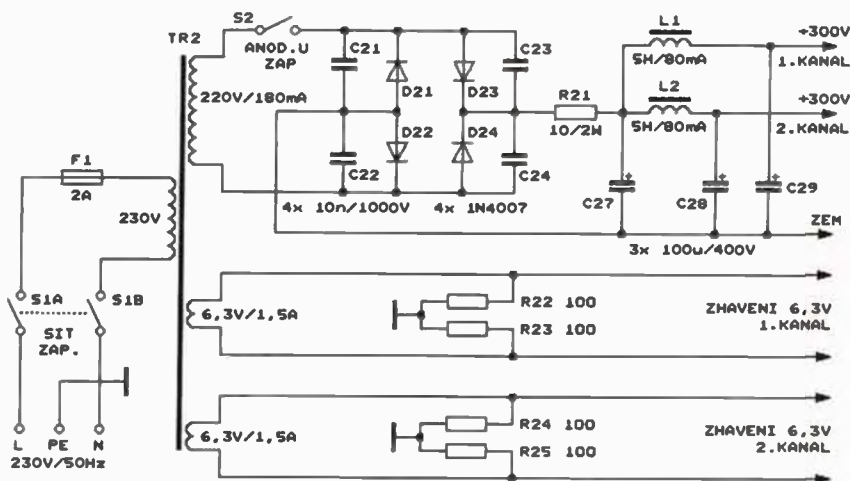 S2
L1
TR2
ANOD.U
ZAP
C21
C23
+300V
5H/80mA
1.KANAL
220V/180mA
D21
D23
R21
L2
+300V
10/2W
5H/80mA
2.KANAL
D22
D24
C22
C24
F1
2A
C27
C28
C29
4x 10n/1000V
4x 1N4007
230V
ZEM
3x 100u/400V
S1A
S1B
6,3V/1,5A
R22 100
R23 100
ZHAVENI 6,3V
1.KANAL
SIT
ZAP.
L
PE
N
230V/50Hz
6,3V/1,5A
R24 100
R25 100
ZHAVENI 6,3V
2.KANAL